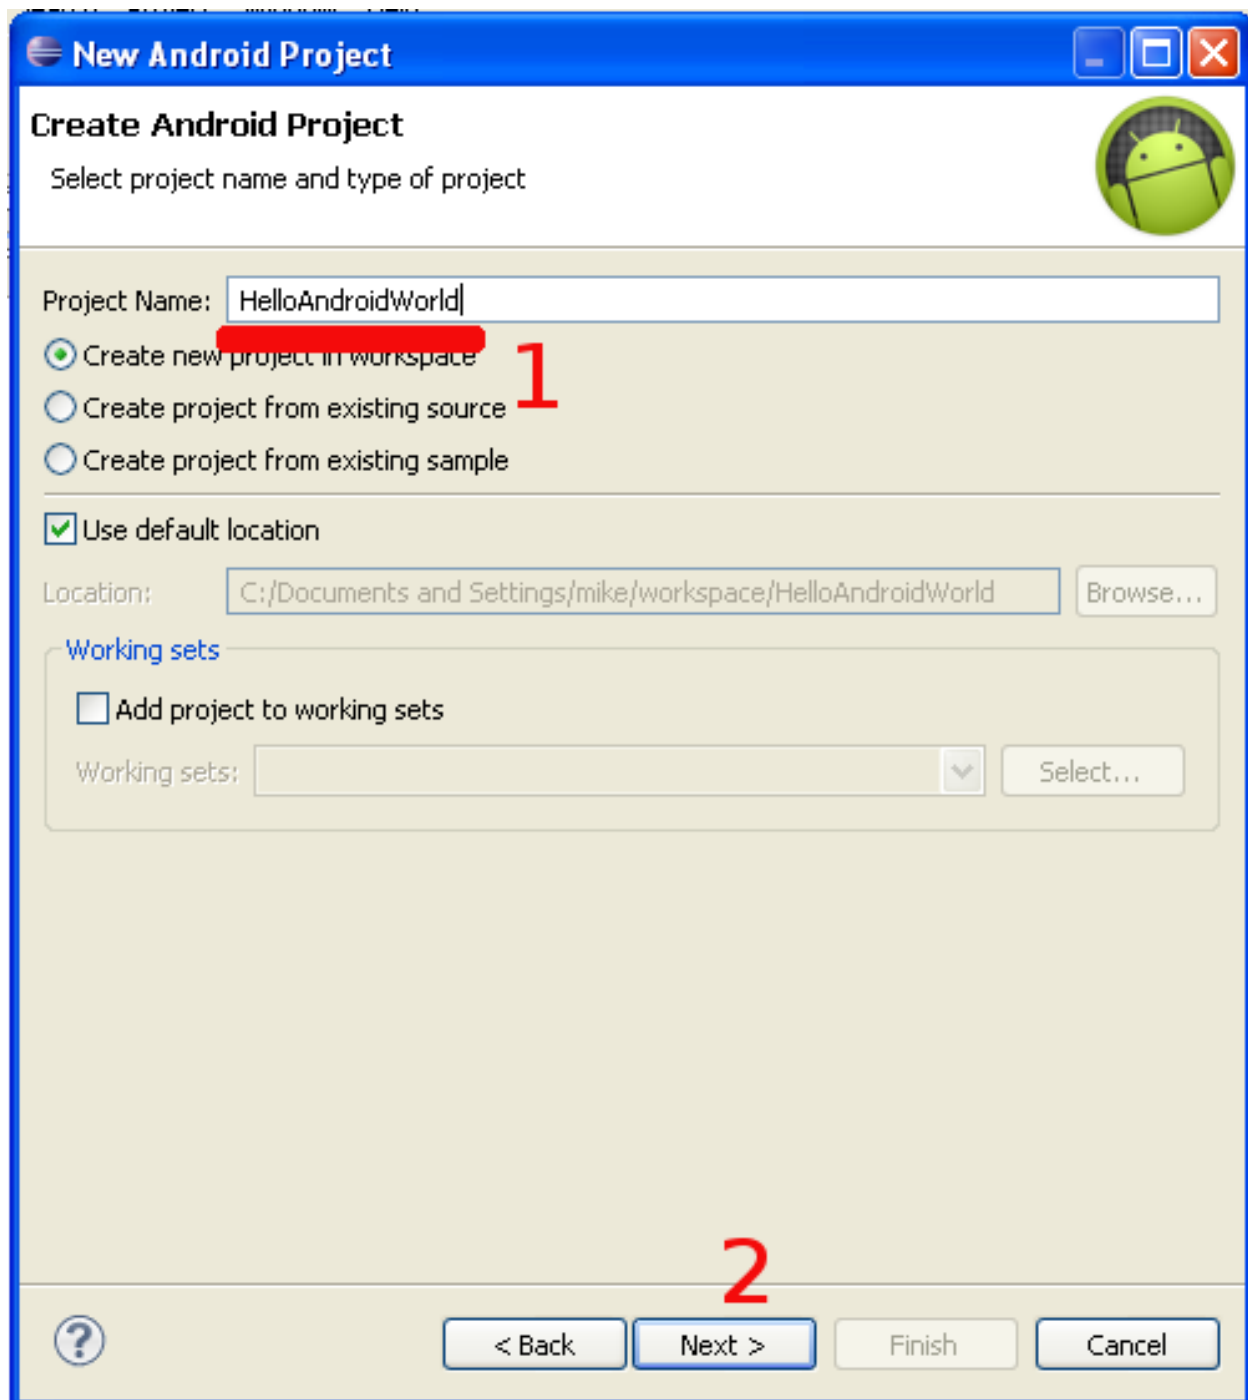 New Android Project
Create Android Project
Select project name and type of project
Project Name: HelloAndroidWorld
Create new project in workspace
1
Create project from existing source
Create project from existing sample
Use default location
Location: C:/Documents and Settings/mike/workspace/HelloAndroidWorld Browse...
Working sets
Add project to working sets
Working sets: Select...
2
? < Back Next > Finish Cancel